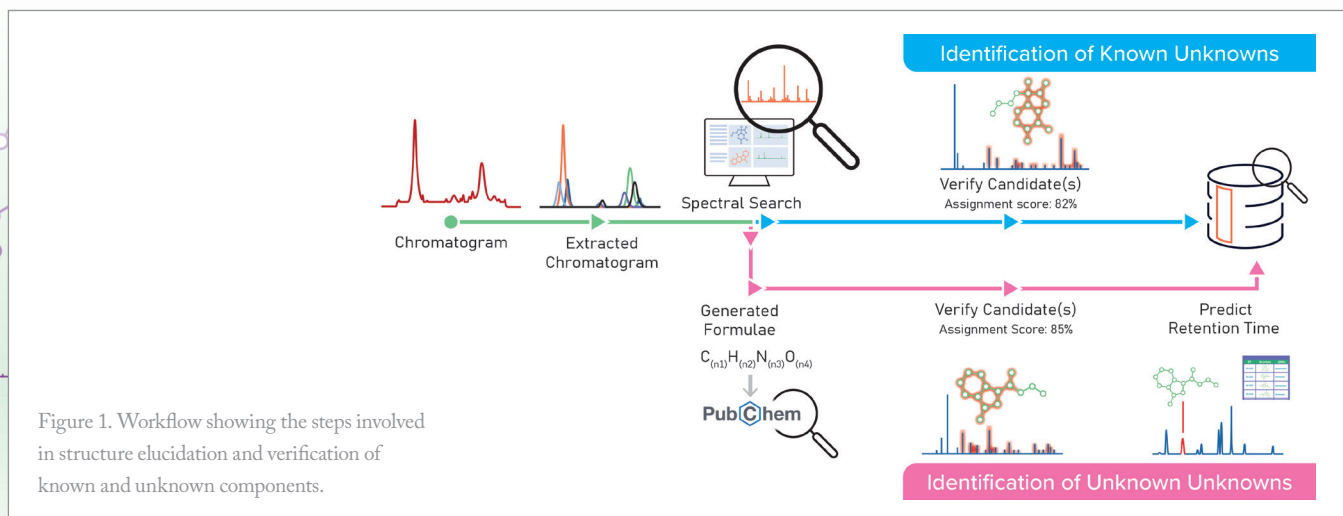 Identification of Known Unknowns
Verify Candidate(s)
Assignment score: 82%
Spectral Search
Chromatogram
Extracted
Chromatogram
Generated
Formulae
C(n1)H(n2)N(n3)O(n4)
PubChem
Verify Candidate(s)
Assignment Score: 85%
Predict
Retention Time
Identification of Unknown Unknowns
Figure 1. Workflow showing the steps involved
in structure elucidation and verification of
known and unknown components.